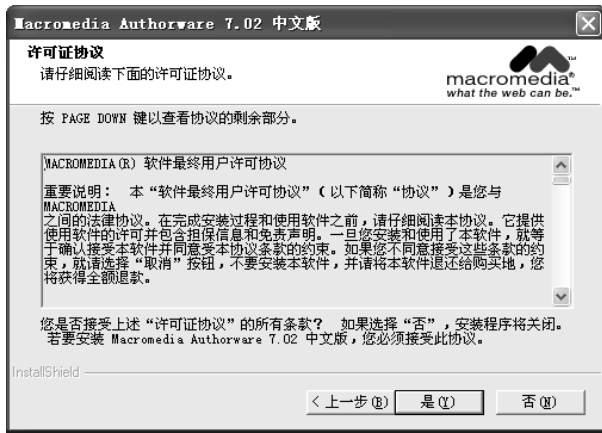 Macromedia Authorware 7.02 中文版
许可证协议
请仔细阅读下面的许可证协议。
macromedia®
what the web can be.™
按 PAGE DOWN 键以查看协议的剩余部分。
MACROMEDIA(R) 软件最终用户许可协议
重要说明： 本“软件最终用户许可协议”(以下简称“协议”)是您与
MACROMEDIA
之间的法律协议。在完成安装过程和使用软件之前，请仔细阅读本协议。它提供
使用软件的许可并包含担保信息和免责声明。一旦您安装和使用了本软件，就等
于确认接受本软件并同意受本协议条款的约束。如果您不同意接受这些条款的约
束，就请选择“取消”按钮，不要安装本软件，并请将本软件退还给购买地，您
将获得全额退款。
您是否接受上述“许可证协议”的所有条款？ 如果选择“否”，安装程序将关闭。
若要安装 Macromedia Authorware 7.02 中文版，您必须接受此协议。
InstallShield
< 上一步(B) 是(Y) 否(N)